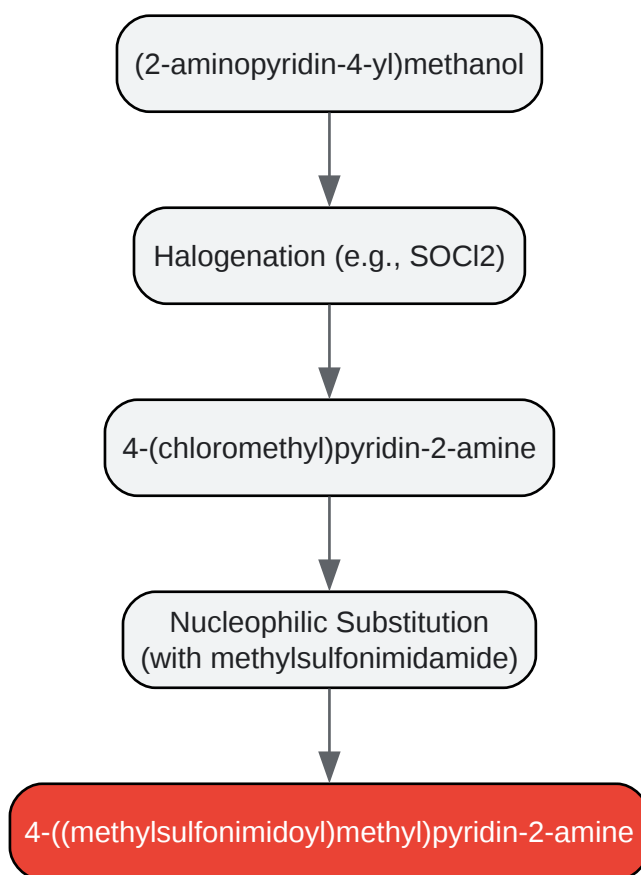 (2-aminopyridin-4-yl)methanol
Halogenation (e.g., SOCl2)
4-(chloromethyl)pyridin-2-amine
Nucleophilic Substitution
(with methylsulfonimidamide)
4-((methylsulfonimidoyl)methyl)pyridin-2-amine